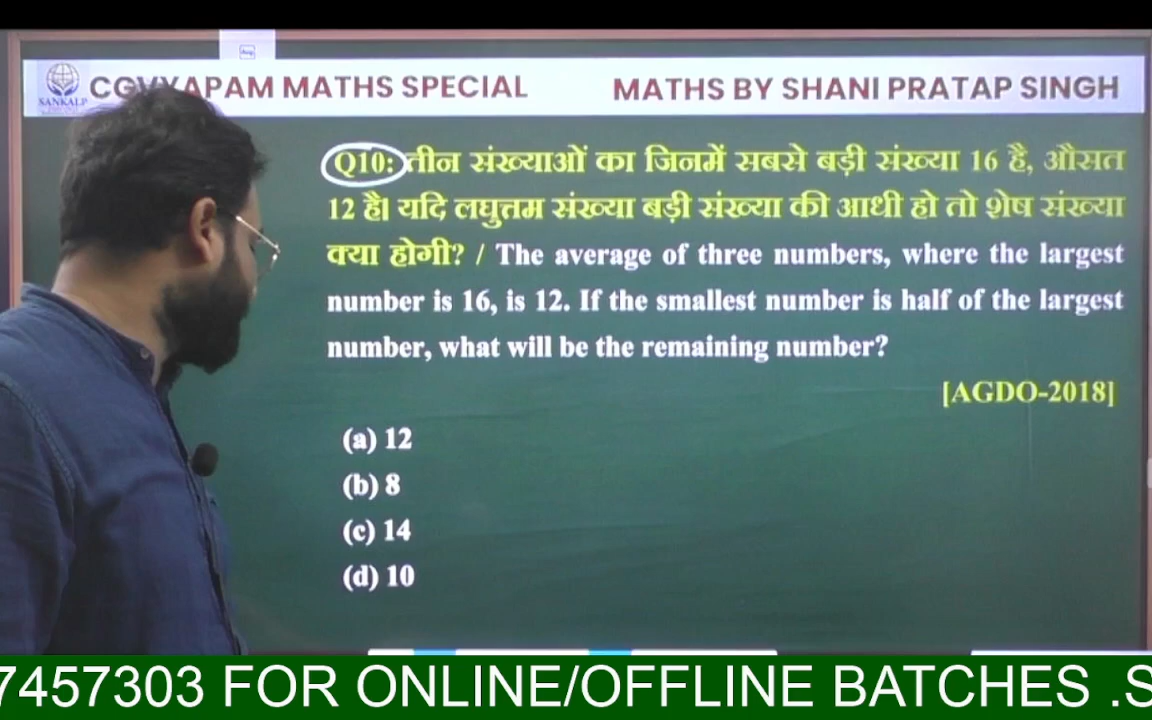 CGVYAPAM MATHS SPECIAL
MATHS BY SHANI PRATAP SINGH
SANKALP
Q10: तीन संख्याओं का जिनमें सबसे बड़ी संख्या 16 है, औसत
12 है। यदि लघुत्तम संख्या बड़ी संख्या की आधी हो तो शेष संख्या
क्या होगी? / The average of three numbers, where the largest
number is 16, is 12. If the smallest number is half of the largest
number, what will be the remaining number?
[AGDO-2018]
(a) 12
(b) 8
(c) 14
(d) 10
7457303 FOR ONLINE/OFFLINE BATCHES .S